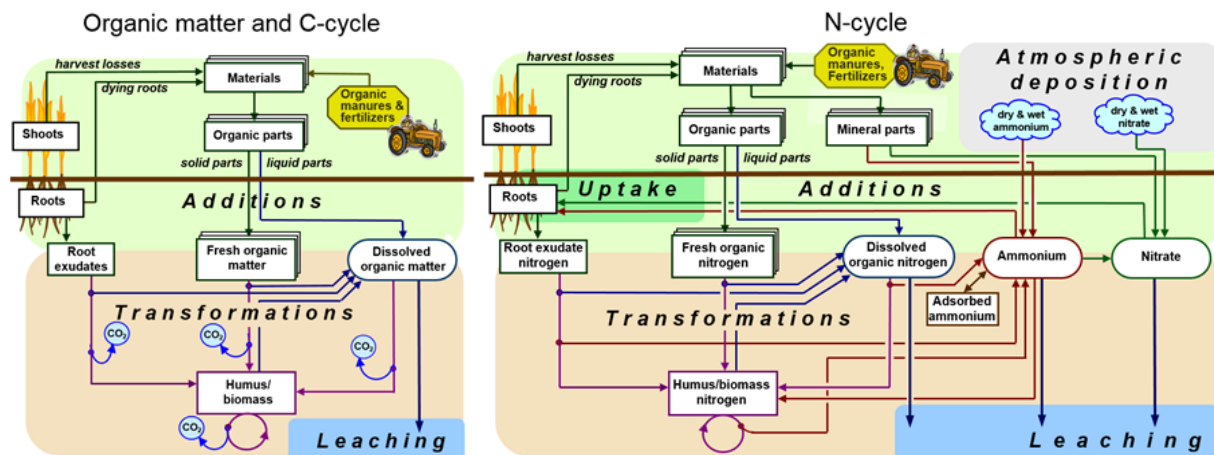 Organic matter and C-cycle
harvest losses
dying roots
Materials
Organic
manures &
fertilizers
Shoots
Organic parts
solid parts
liquid parts
Roots
Additions
Root
exudates
Fresh organic
matter
Dissolved
organic matter
Transformations
CO2
CO2
CO2
Humus/
biomass
CO2
Leaching
N-cycle
harvest losses
dying roots
Materials
Organic
manures,
Fertilizers
Atmospheric
deposition
dry & wet
ammonium
dry & wet
nitrate
Shoots
Organic parts
Mineral parts
solid parts
liquid parts
Roots
Uptake
Additions
Root exudate
nitrogen
Fresh organic
nitrogen
Dissolved
organic nitrogen
Ammonium
Nitrate
Adsorbed
ammonium
Transformations
Humus/biomass
nitrogen
Leaching